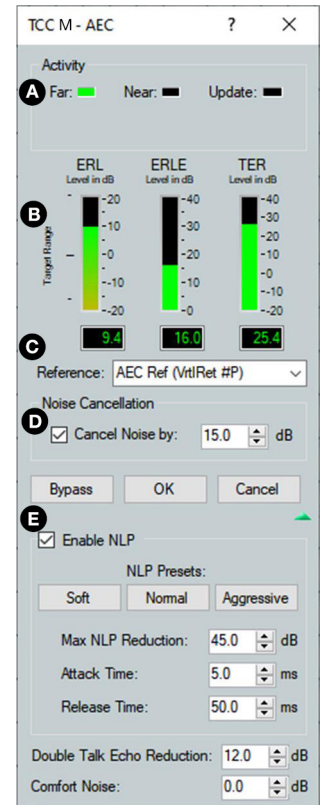 TCC M - AEC ? ×
Activity
A Far: Near: Update:
ERL ERLE TER
Level in dB Level in dB Level in dB
B
Target Range
-20 -40 -40
-30
-10 -30 -20
-0 -20 -10
-0
--10 -10 --10
--20 -0 --20
C
9.4 16.0 25.4
Reference: AEC Ref (VrtlRet #P)
Noise Cancellation
D Cancel Noise by: 15.0 dB
Bypass OK Cancel
E
Enable NLP
NLP Presets:
Soft Normal Aggressive
Max NLP Reduction: 45.0 dB
Attack Time: 5.0 ms
Release Time: 50.0 ms
Double Talk Echo Reduction: 12.0 dB
Comfort Noise: 0.0 dB